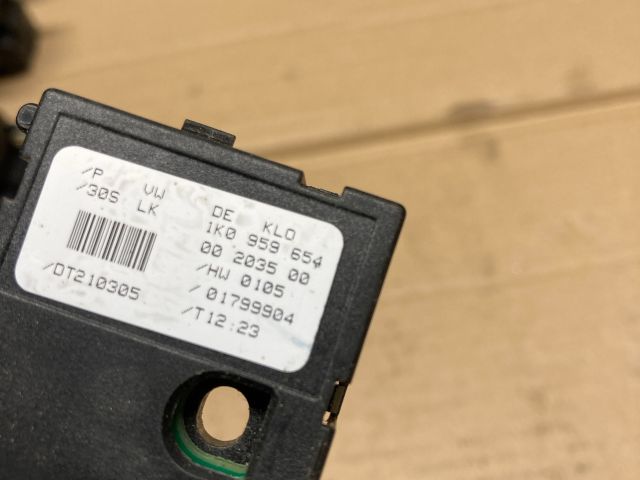 /P VW DE KLO
/30S LK 1K0 959 654
00 2035 00
/HW 0105
/DT210305 /01799904
/T12:23